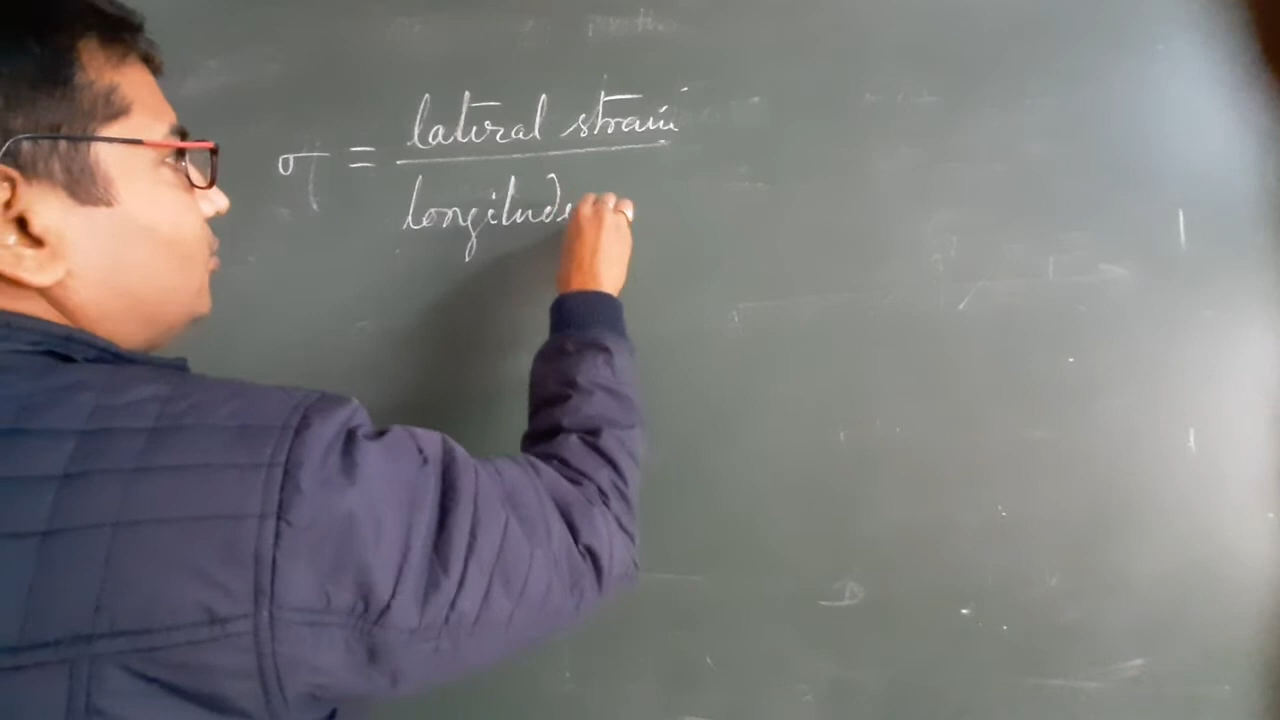 σ = lateral strain
longitude